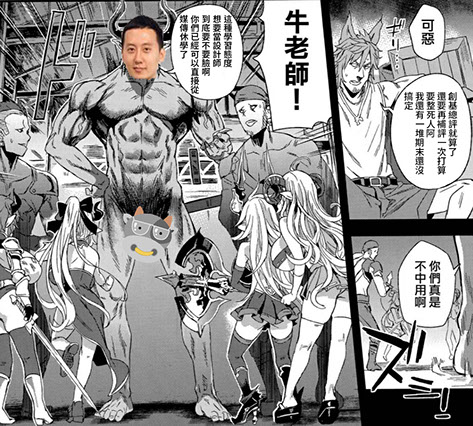 可惡
ギリ…
創基總評就算了
還要再補評一次打算
要整死人阿
我還有一堆期末還沒
搞定
你們真是
不中用啊
ズ…!
牛老師！
這種學習態度
想要當設計師
到底要不要臉啊
你們已經可以直接從
媒傳休學了